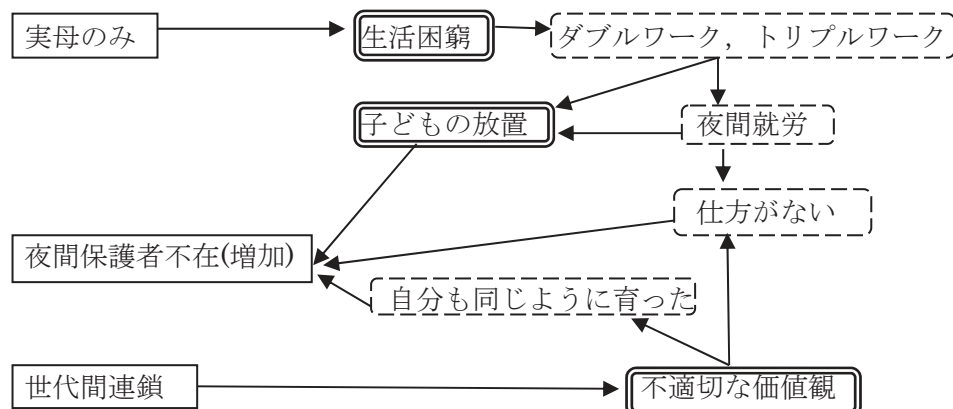 実母のみ
生活困窮
ダブルワーク，トリプルワーク
子どもの放置
夜間就労
仕方がない
夜間保護者不在(増加)
自分も同じように育った
世代間連鎖
不適切な価値観